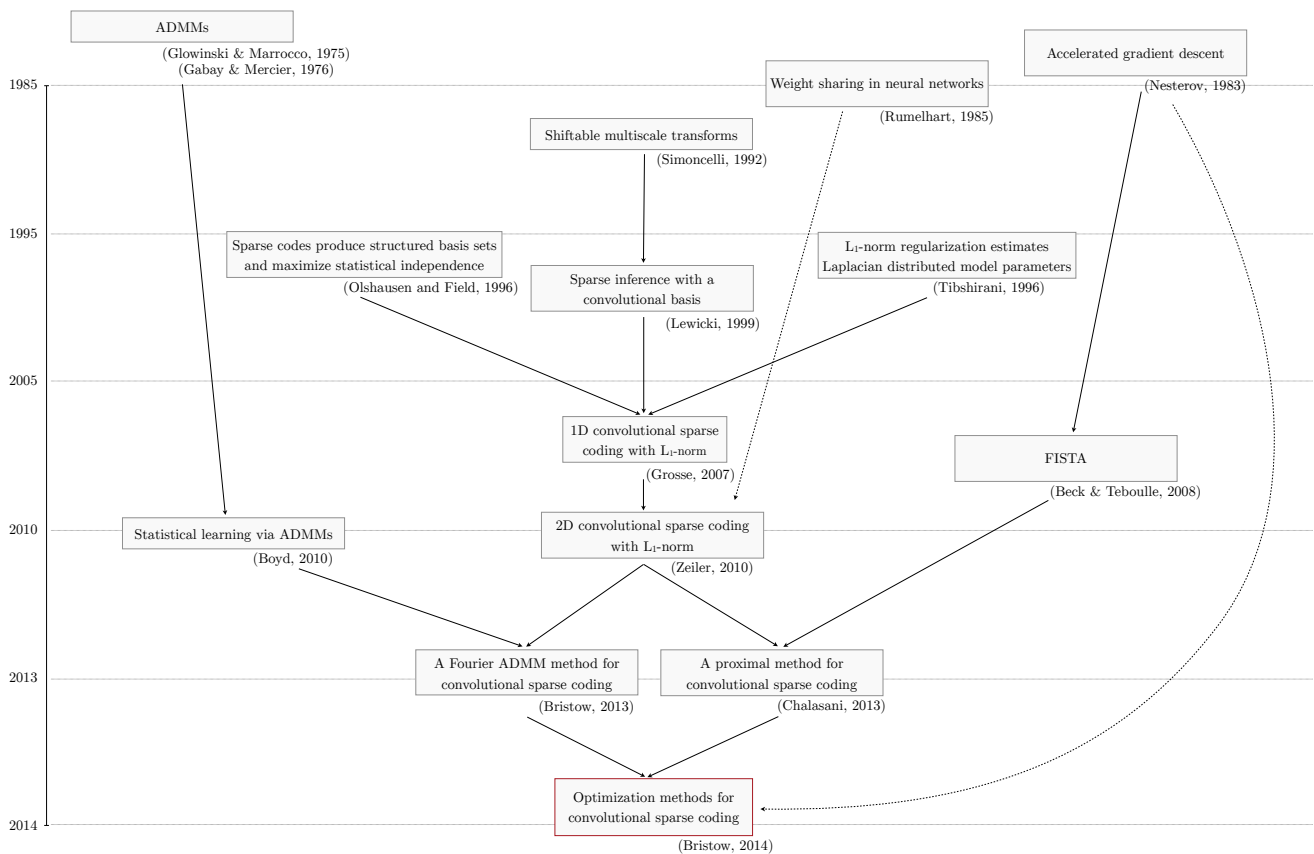 ADMMs
(Glowinski & Marrocco, 1975)
(Gabay & Mercier, 1976)
Accelerated gradient descent
(Nesterov, 1983)
1985
Weight sharing in neural networks
(Rumelhart, 1985)
Shiftable multiscale transforms
(Simoncelli, 1992)
1995
Sparse codes produce structured basis sets
and maximize statistical independence
(Olshausen and Field, 1996)
Sparse inference with a
convolutional basis
(Lewicki, 1999)
L₁-norm regularization estimates
Laplacian distributed model parameters
(Tibshirani, 1996)
2005
1D convolutional sparse
coding with L₁-norm
(Grosse, 2007)
FISTA
(Beck & Teboulle, 2008)
2010
Statistical learning via ADMMs
(Boyd, 2010)
2D convolutional sparse coding
with L₁-norm
(Zeiler, 2010)
2013
A Fourier ADMM method for
convolutional sparse coding
(Bristow, 2013)
A proximal method for
convolutional sparse coding
(Chalasani, 2013)
Optimization methods for
convolutional sparse coding
(Bristow, 2014)
2014